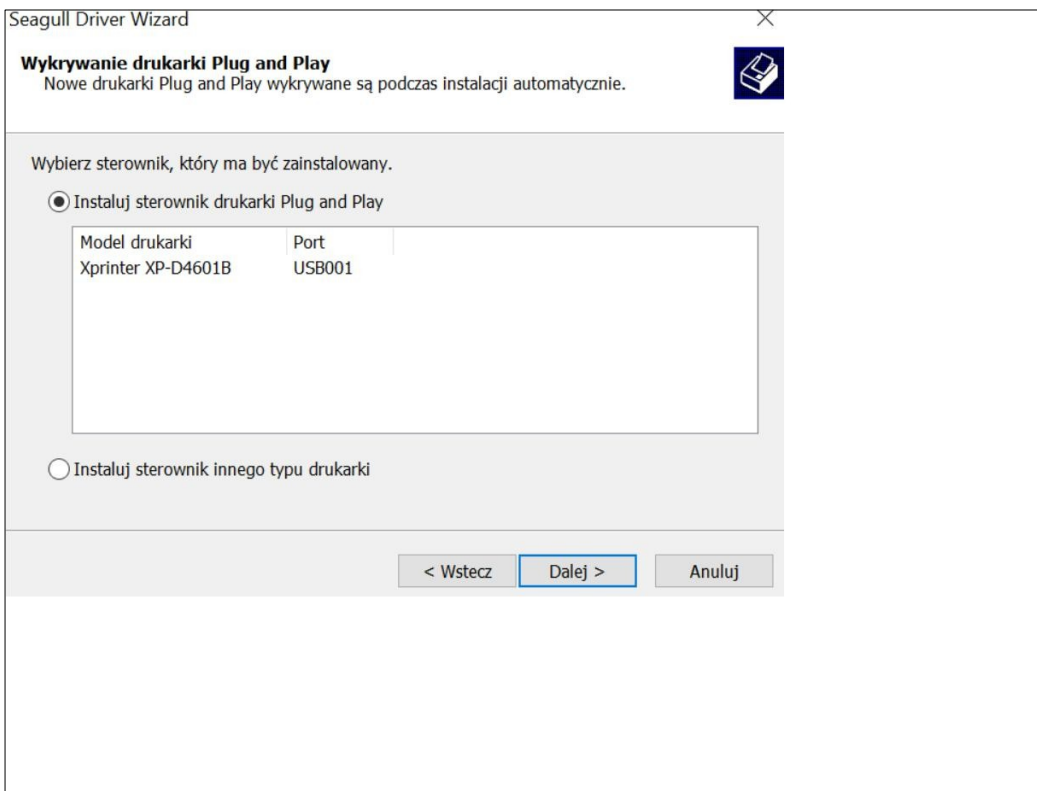 Seagull Driver Wizard
Wykrywanie drukarki Plug and Play
Nowe drukarki Plug and Play wykrywane są podczas instalacji automatycznie.
Wybierz sterownik, który ma być zainstalowany.
Instaluj sterownik drukarki Plug and Play
Model drukarki Port
Xprinter XP-D4601B USB001
Instaluj sterownik innego typu drukarki
< Wstecz Dalej > Anuluj